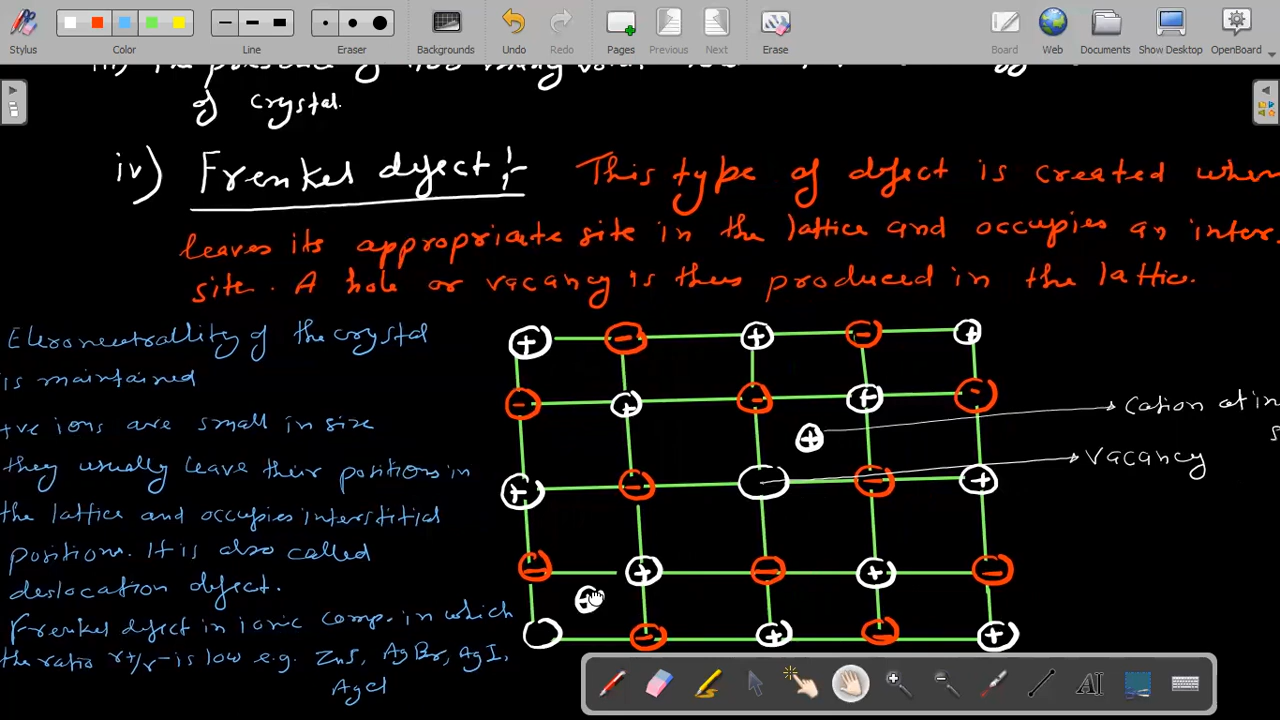 Stylus Color Line Eraser Backgrounds Undo Redo Pages Previous Next Erase Board Web Documents Show Desktop OpenBoard
of crystal.
iv) Frenkel defect :- This type of defect is created when
leaves its appropriate site in the lattice and occupies an inter.
site. A hole or vacancy is thus produced in the lattice.
Eleroneutrallity of the crystal
is maintained
+ve ions are small in size
they usually leave their positions in
the lattice and occupies interstitial
positions. It is also called
deslocation defect.
Frenkel defect in ionic comp. in which
the ratio r+/r- is low e.g. ZnS, AgBr, AgI,
AgCl
+ - + - +
- + - + -
+
+ - - +
- + - + -
+
- + - +
Cation at in
s
vacancy
AI